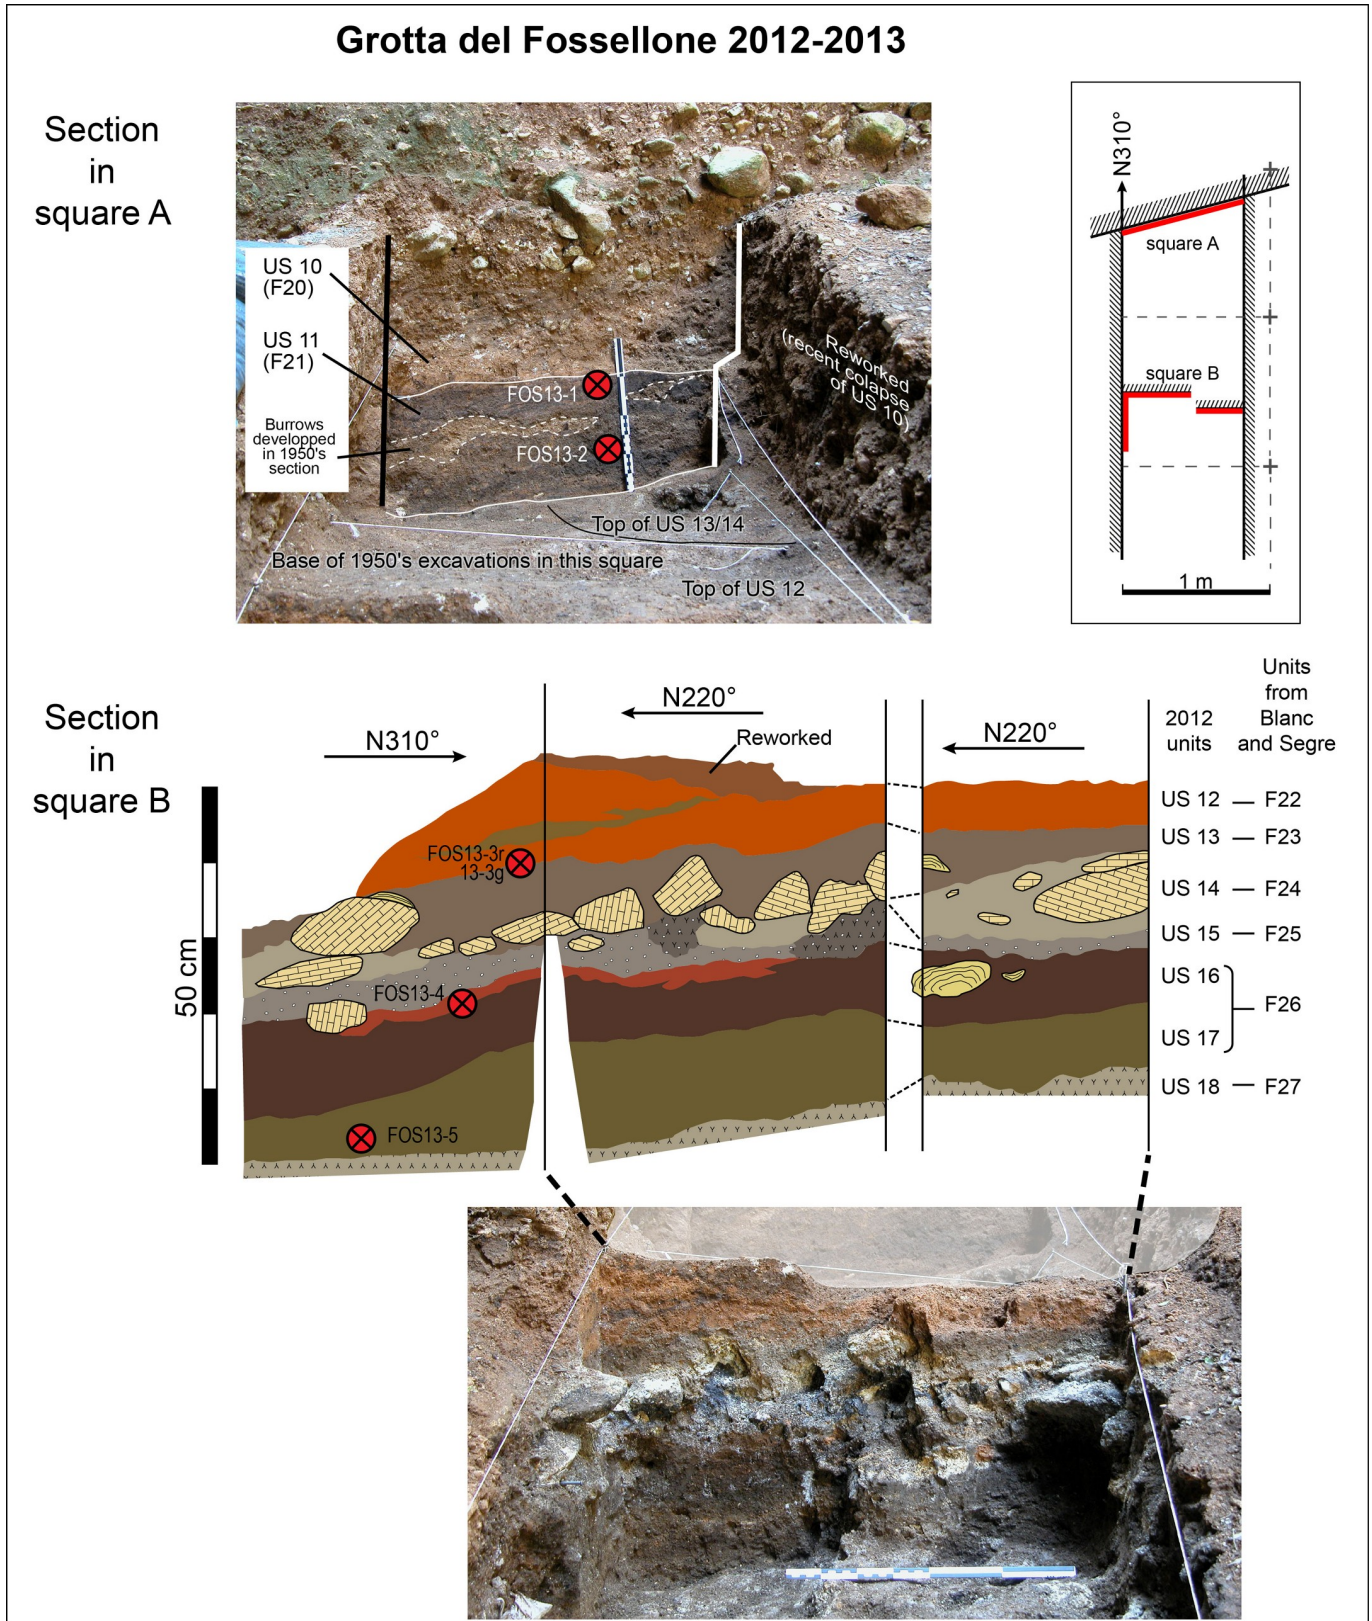 Grotta del Fossellone 2012-2013
Section
in
square A
US 10
(F20)
US 11
(F21)
Burrows
developped
in 1950's
section
FOS13-1
FOS13-2
Reworked
(recent colapse
of US 10)
Top of US 13/14
Base of 1950's excavations in this square
Top of US 12
N310°
square A
square B
1 m
Section
in
square B
N310°
N220°
Reworked
N220°
2012
units
Units
from
Blanc
and Segre
50 cm
FOS13-3r
13-3g
FOS13-4
FOS13-5
US 12 — F22
US 13 — F23
US 14 — F24
US 15 — F25
US 16
F26
US 17
US 18 — F27